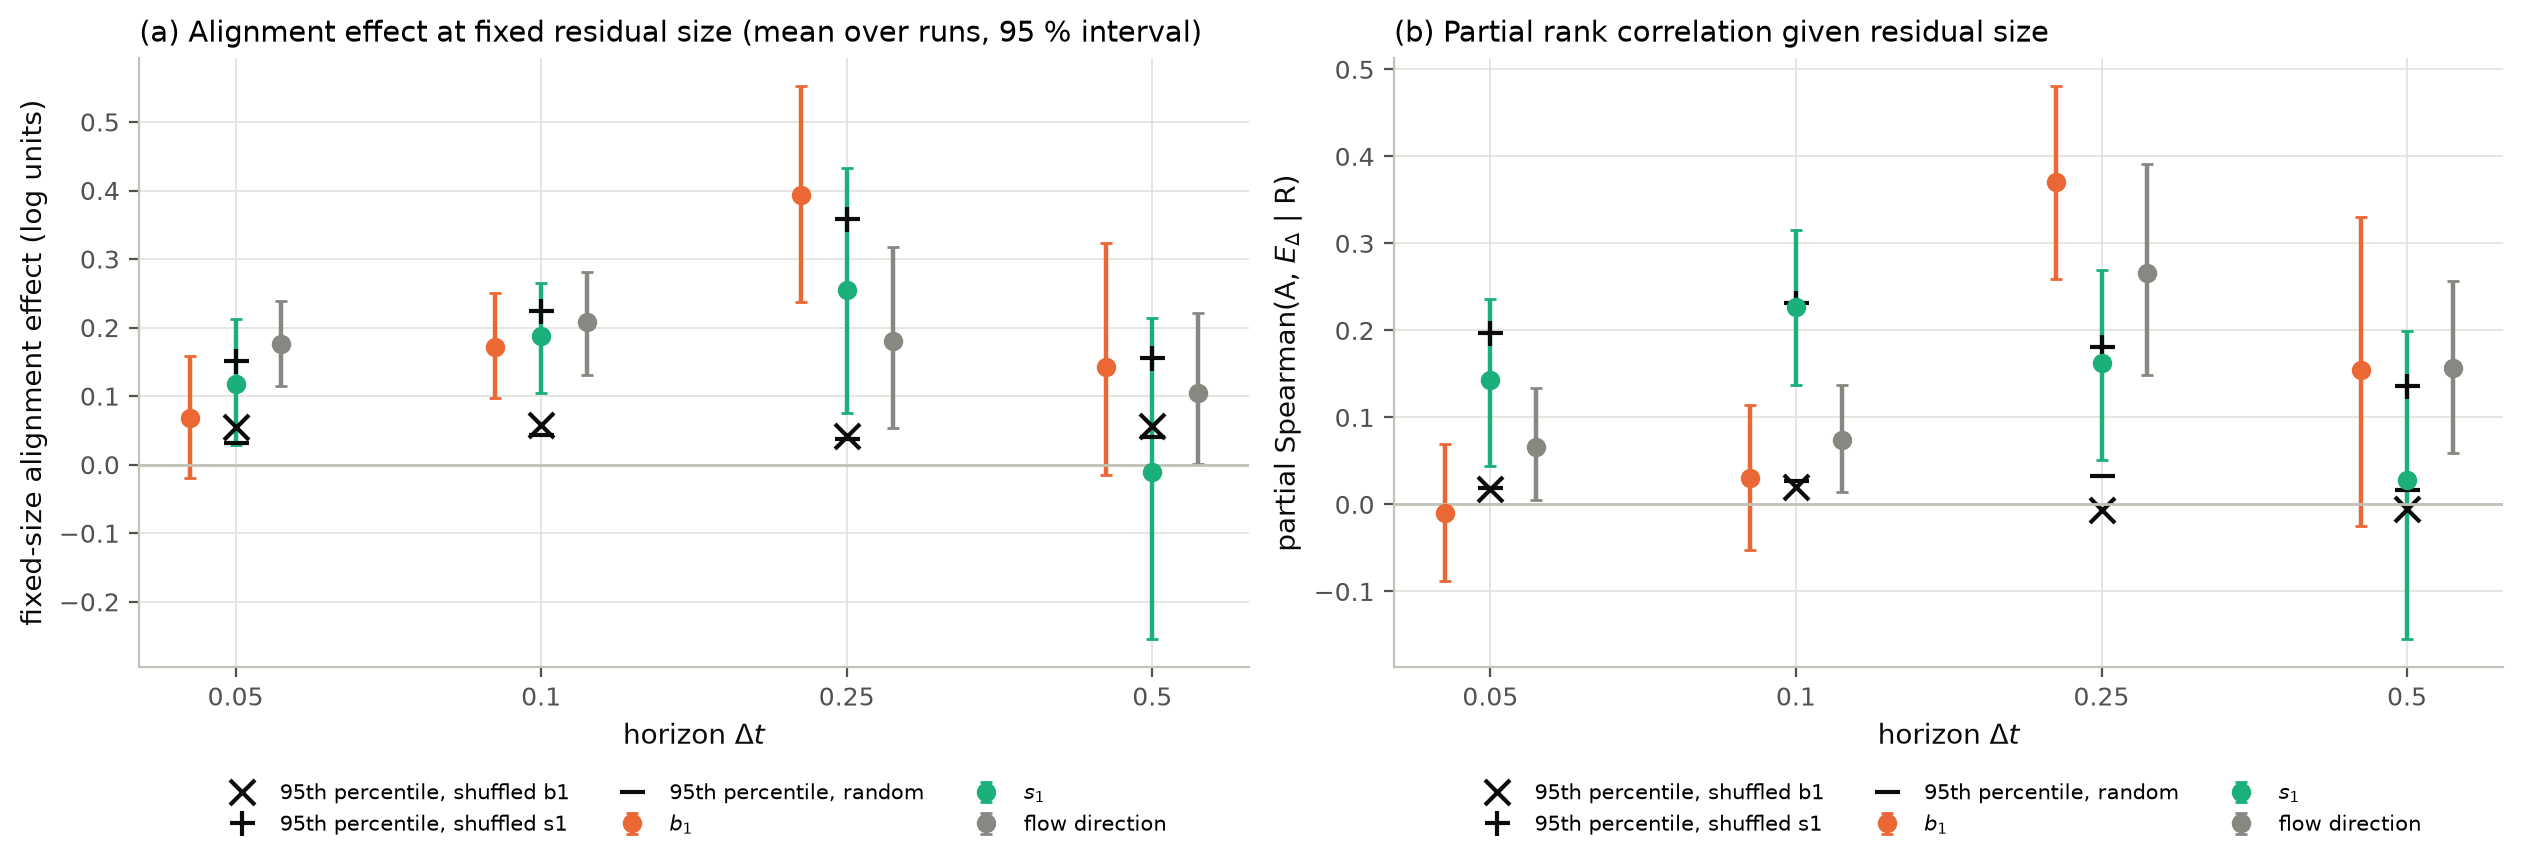 (a) Alignment effect at fixed residual size (mean over runs, 95 % interval)
fixed-size alignment effect (log units)
0.5
0.4
0.3
0.2
0.1
0.0
−0.1
−0.2
0.05
0.1
0.25
0.5
horizon Δt
95th percentile, shuffled b1
95th percentile, shuffled s1
95th percentile, random
b₁
s₁
flow direction
(b) Partial rank correlation given residual size
partial Spearman(A, E_Δ | R)
0.5
0.4
0.3
0.2
0.1
0.0
−0.1
0.05
0.1
0.25
0.5
horizon Δt
95th percentile, shuffled b1
95th percentile, shuffled s1
95th percentile, random
b₁
s₁
flow direction